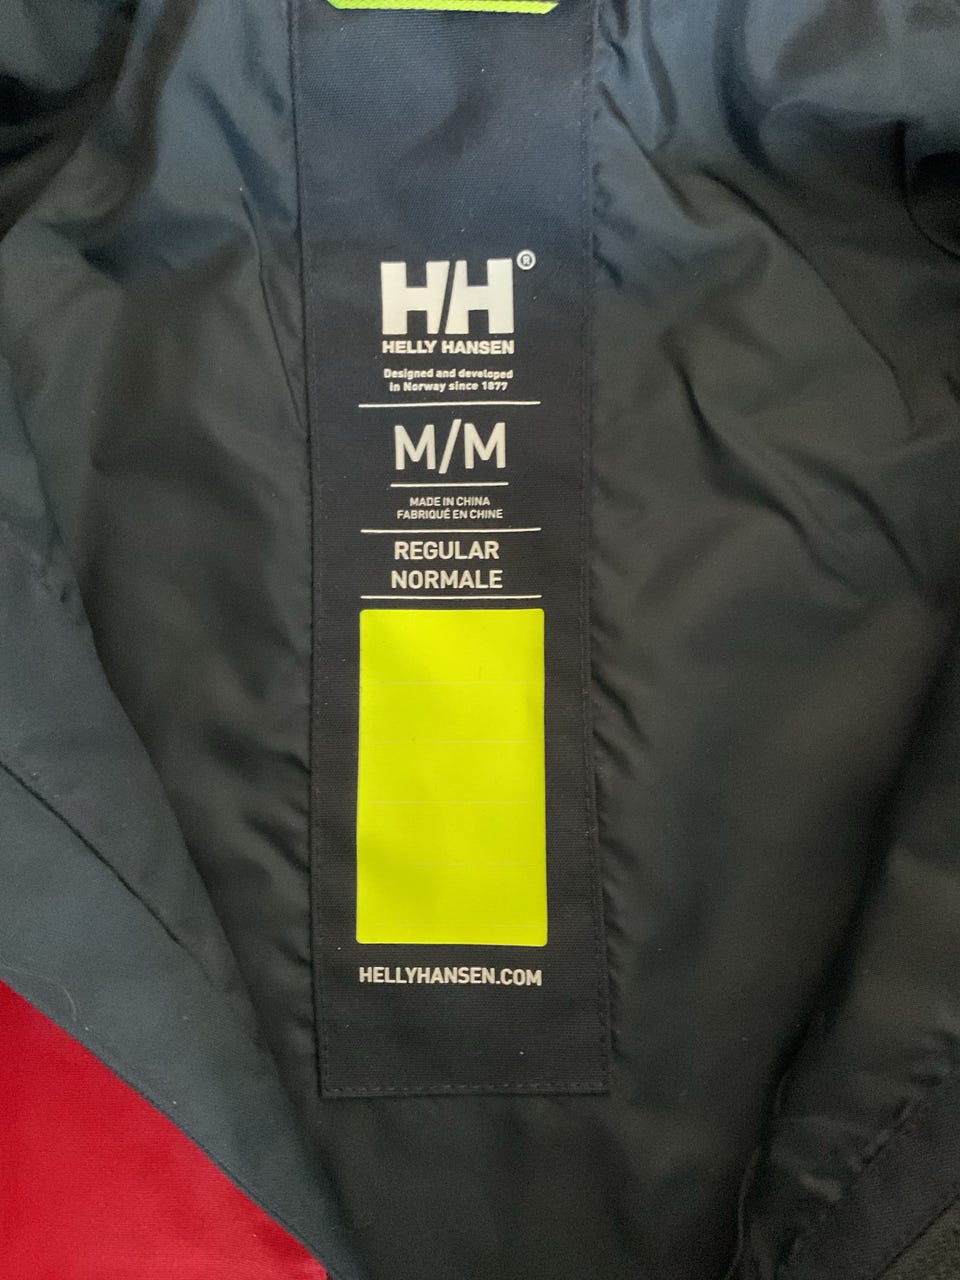 HH®
HELLY HANSEN
Designed and developed
in Norway since 1877
M/M
MADE IN CHINA
FABRIQUÉ EN CHINE
REGULAR
NORMALE
HELLYHANSEN.COM